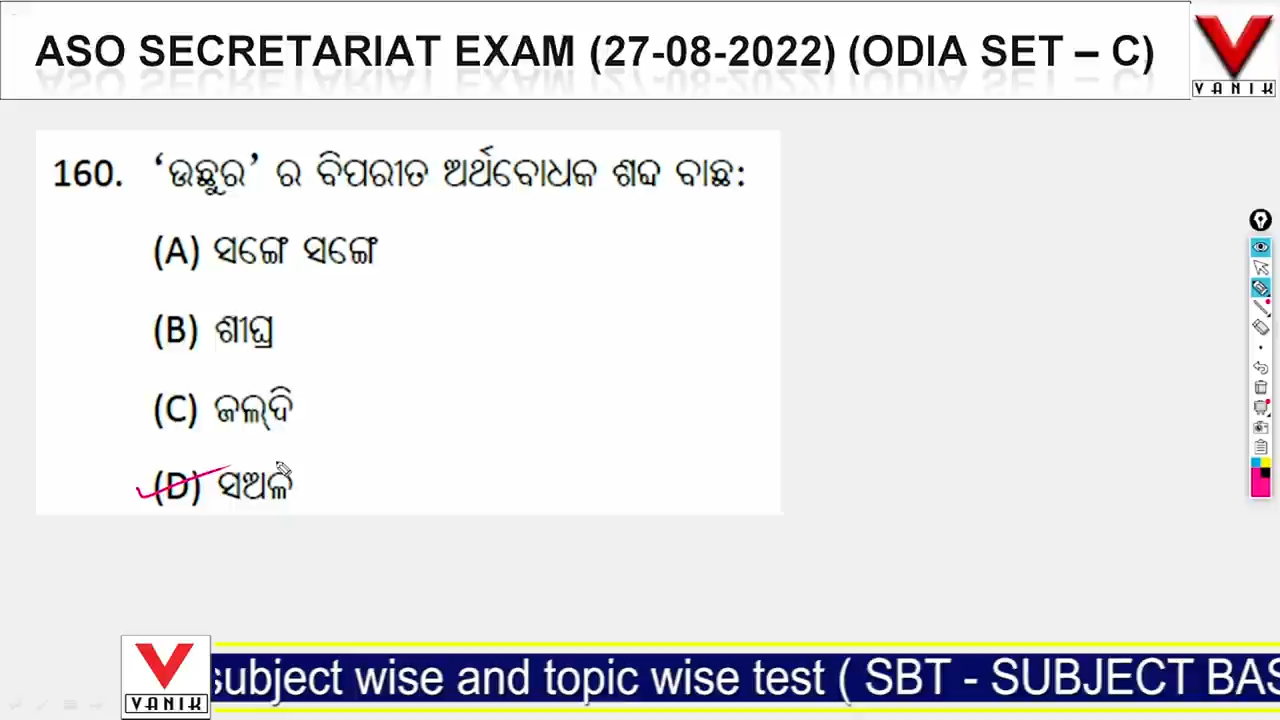 ASO SECRETARIAT EXAM (27-08-2022) (ODIA SET – C)
VANIK
160. ‘ଉଛୁର’ ର ବିପରୀତ ଅର୍ଥବୋଧକ ଶବ୍ଦ ବାଛ:
(A) ସଙ୍ଗେ ସଙ୍ଗେ
(B) ଶୀଘ୍ର
(C) ଜଲ୍‌ଦି
(D) ସଅଳ
VANIK
subject wise and topic wise test ( SBT - SUBJECT BAS